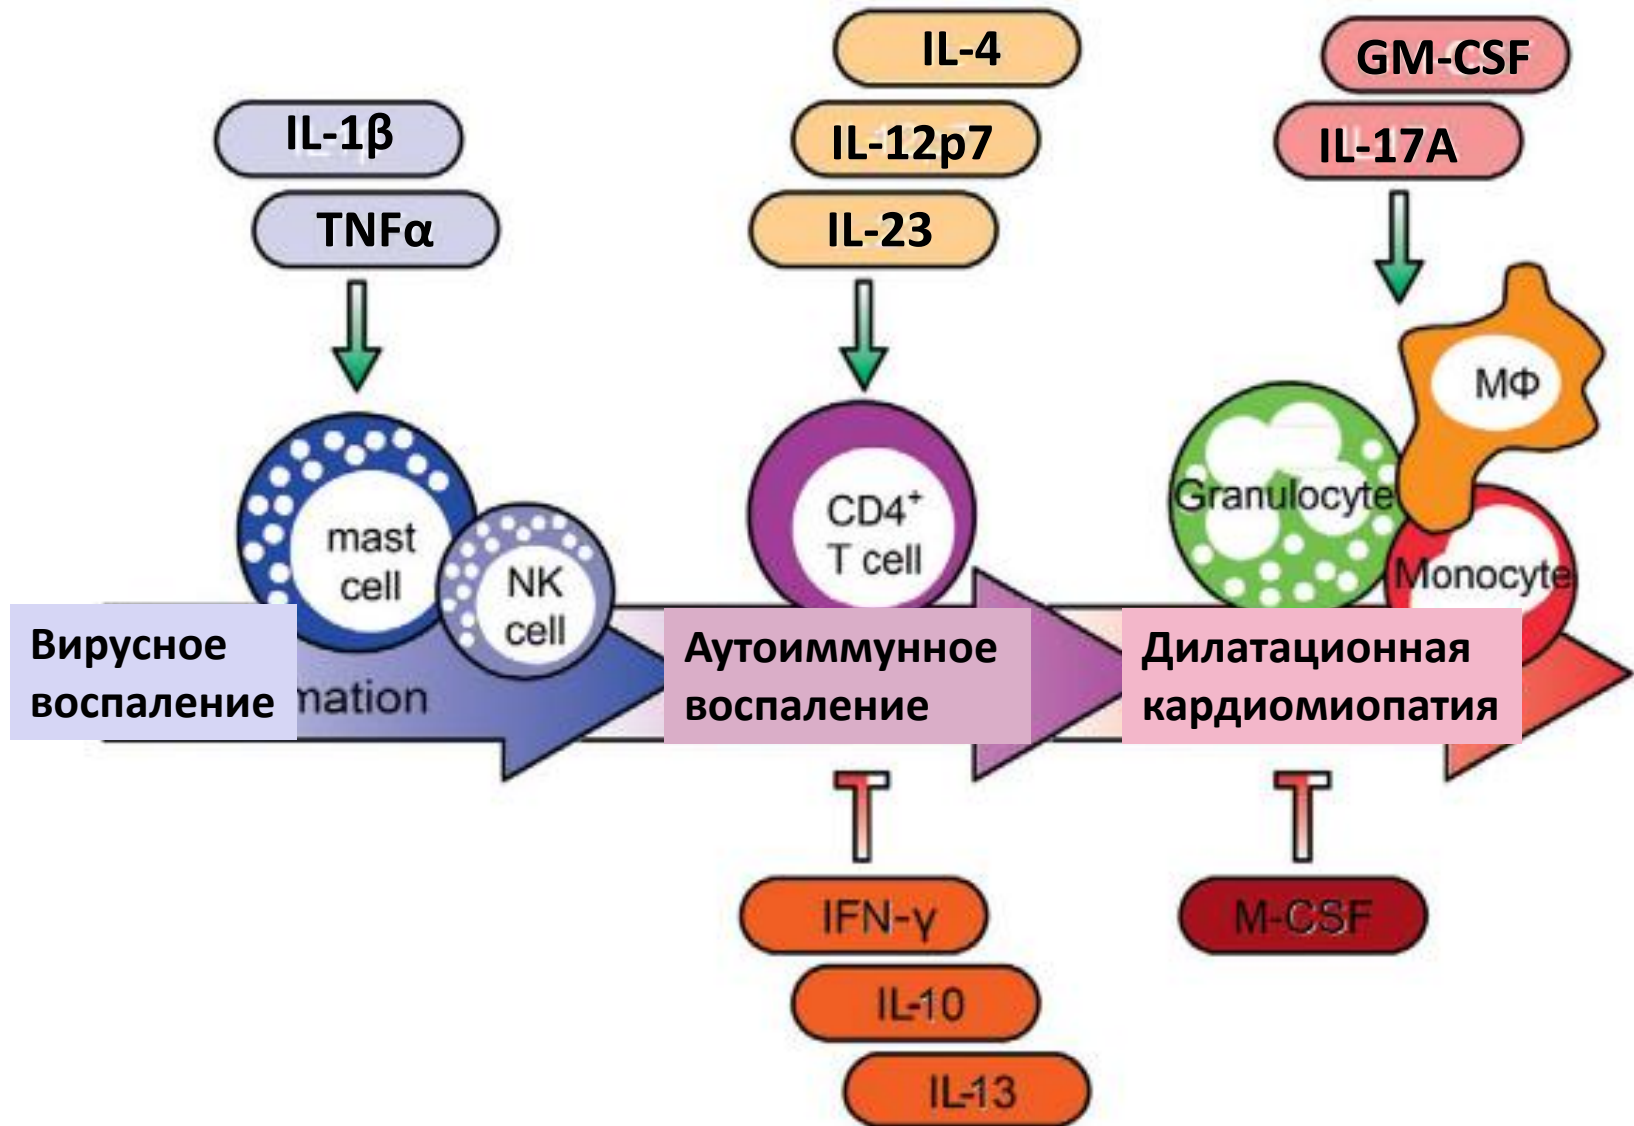 IL-4
GM-CSF
IL-1β
IL-12p7
IL-17A
TNFα
IL-23
MΦ
Granulocyte
CD4⁺
T cell
mast
cell
NK
cell
Monocyte
Вирусное
воспаление
mation
Аутоиммунное
воспаление
Дилатационная
кардиомиопатия
IFN-γ
M-CSF
IL-10
IL-13